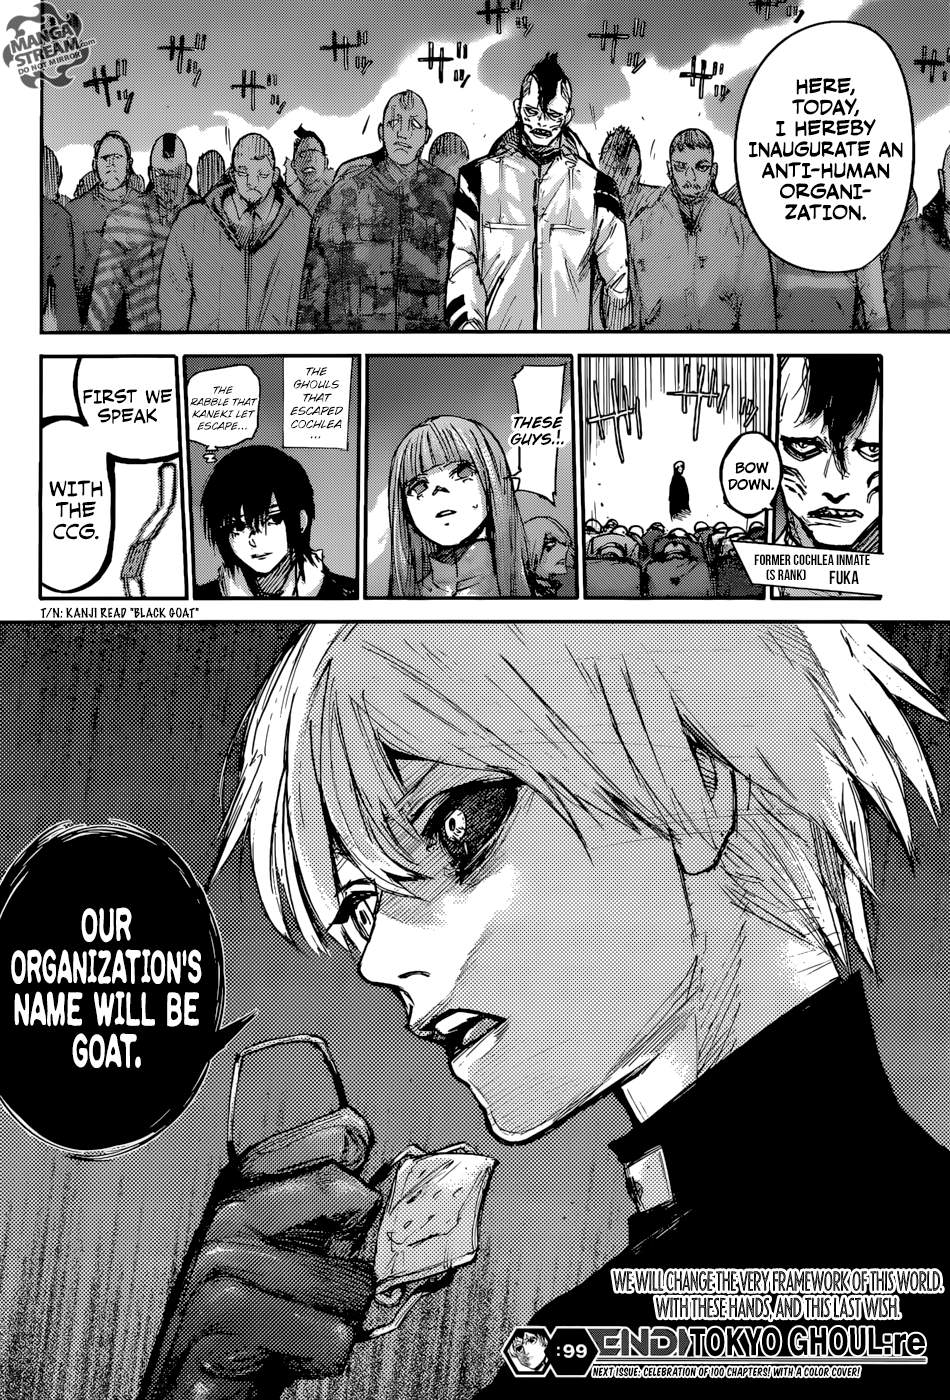 MANGA
STREAM.com
DO NOT MIRROR!
HERE,
TODAY,
I HEREBY
INAUGURATE AN
ANTI-HUMAN
ORGANI-
ZATION.
FORMER COCHLEA INMATE
(S RANK) FUKA
BOW
DOWN.
THESE
GUYS..!
THE
GHOULS
THAT
ESCAPED
COCHLEA
...
THE
RABBLE THAT
KANEKI LET
ESCAPE...
FIRST WE
SPEAK
WITH
THE
CCG.
T/N: KANJI READ "BLACK GOAT"
OUR
ORGANIZATION'S
NAME WILL BE
GOAT.
WE WILL CHANGE THE VERY FRAMEWORK OF THIS WORLD.
WITH THESE HANDS, AND THIS LAST WISH.
:99 END TOKYO GHOUL:re
NEXT ISSUE: CELEBRATION OF 100 CHAPTERS! WITH A COLOR COVER!